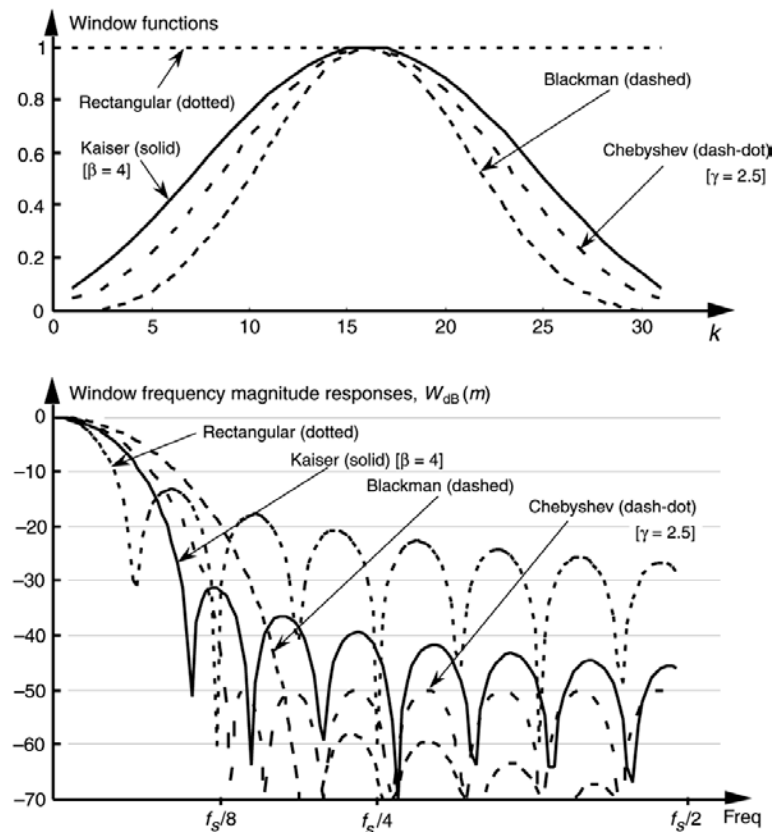 Window functions
1
Rectangular (dotted)
Blackman (dashed)
0.8
Kaiser (solid)
[β = 4]
Chebyshev (dash-dot)
[γ = 2.5]
0.6
0.4
0.2
0
0 5 10 15 20 25 30
k
Window frequency magnitude responses, WdB(m)
0
Rectangular (dotted)
Kaiser (solid) [β = 4]
−10
Blackman (dashed)
Chebyshev (dash-dot)
[γ = 2.5]
−20
−30
−40
−50
−60
−70
fs/8 fs/4 fs/2 Freq